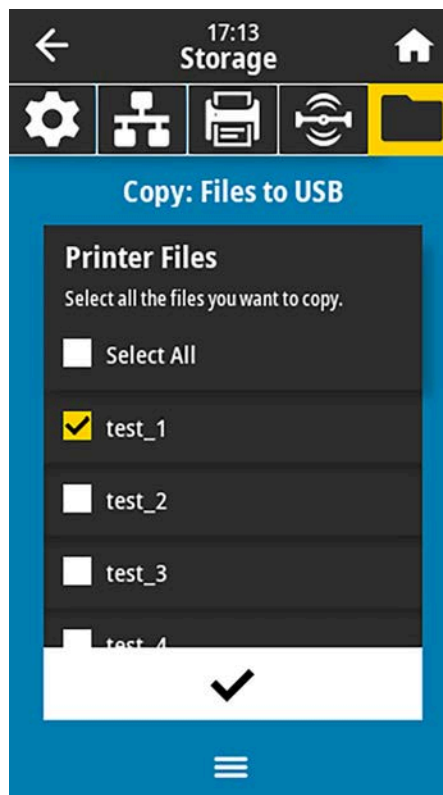 17:13
Storage
Copy: Files to USB
Printer Files
Select all the files you want to copy.
Select All
test_1
test_2
test_3
test_4